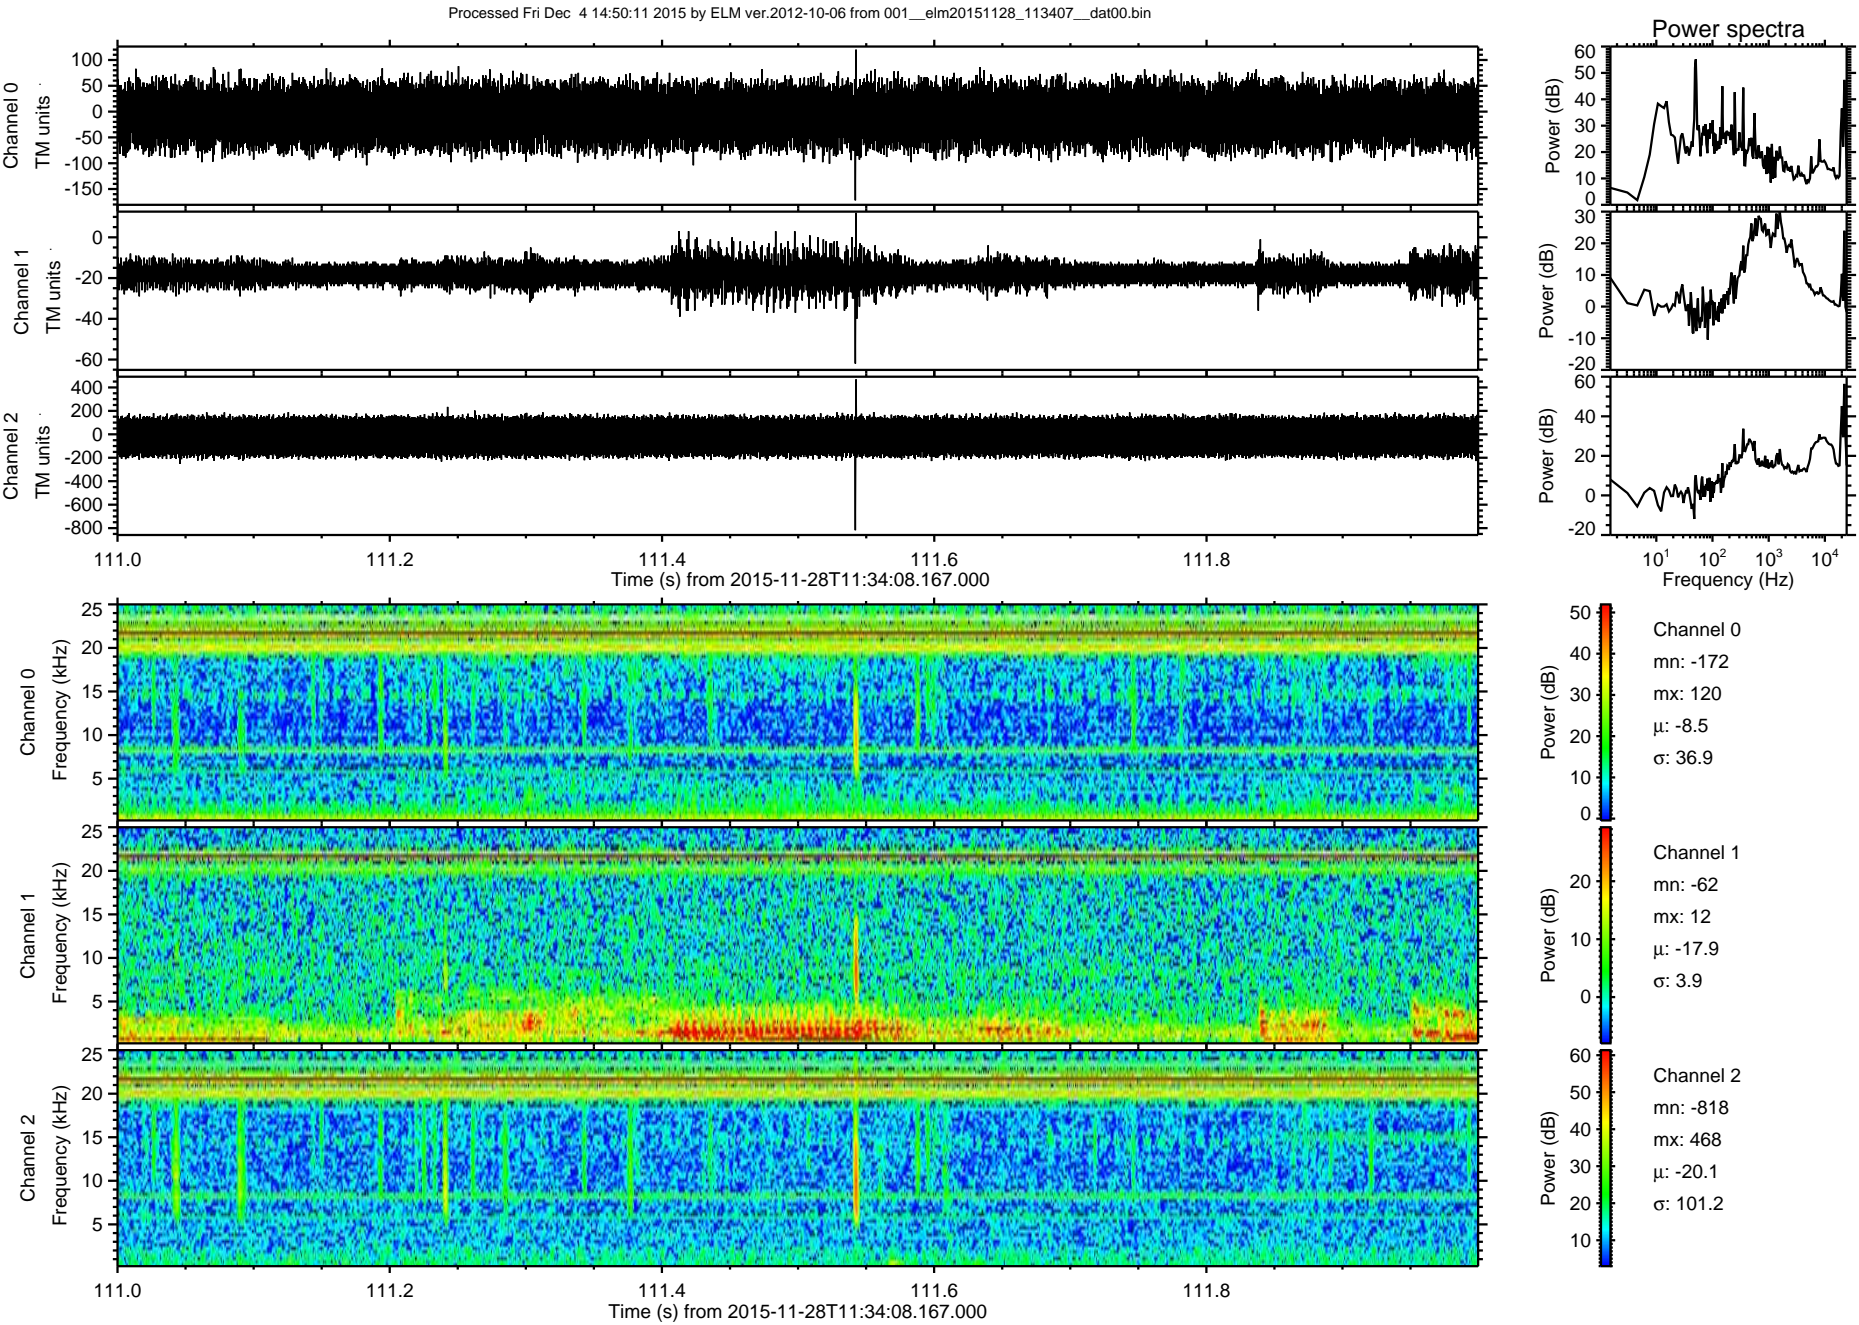 Processed Fri Dec  4 14:50:11 2015 by ELM ver.2012-10-06 from 001__elm20151128_113407__dat00.bin
Power spectra
Channel 0
TM units
100
50
0
-50
-100
-150
Power (dB)
60
50
40
30
20
10
0
Channel 1
TM units
0
-20
-40
-60
Power (dB)
30
20
10
0
-10
-20
Channel 2
TM units
400
200
0
-200
-400
-600
-800
Power (dB)
60
40
20
0
-20
111.0 111.2 111.4 111.6 111.8
Time (s) from 2015-11-28T11:34:08.167.000
10^1 10^2 10^3 10^4
Frequency (Hz)
Channel 0
Frequency (kHz)
25
20
15
10
5
Power (dB)
50
40
30
20
10
0
Channel 0
mn: -172
mx: 120
μ: -8.5
σ: 36.9
Channel 1
Frequency (kHz)
25
20
15
10
5
Power (dB)
20
10
0
Channel 1
mn: -62
mx: 12
μ: -17.9
σ: 3.9
Channel 2
Frequency (kHz)
25
20
15
10
5
Power (dB)
60
50
40
30
20
10
Channel 2
mn: -818
mx: 468
μ: -20.1
σ: 101.2
111.0 111.2 111.4 111.6 111.8
Time (s) from 2015-11-28T11:34:08.167.000